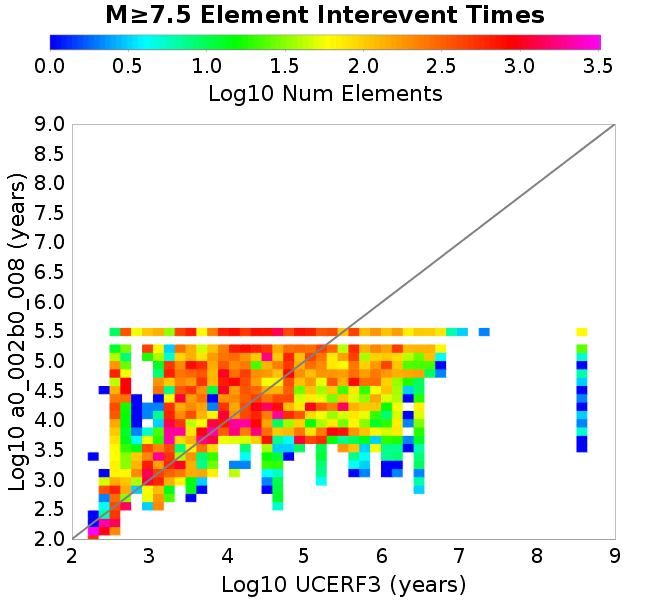 M≥7.5 Element Interevent Times
0.0 0.5 1.0 1.5 2.0 2.5 3.0 3.5
Log10 Num Elements
9.0
8.5
8.0
7.5
7.0
6.5
6.0
5.5
5.0
4.5
4.0
3.5
3.0
2.5
2.0
Log10 a0_002b0_008 (years)
2 3 4 5 6 7 8 9
Log10 UCERF3 (years)